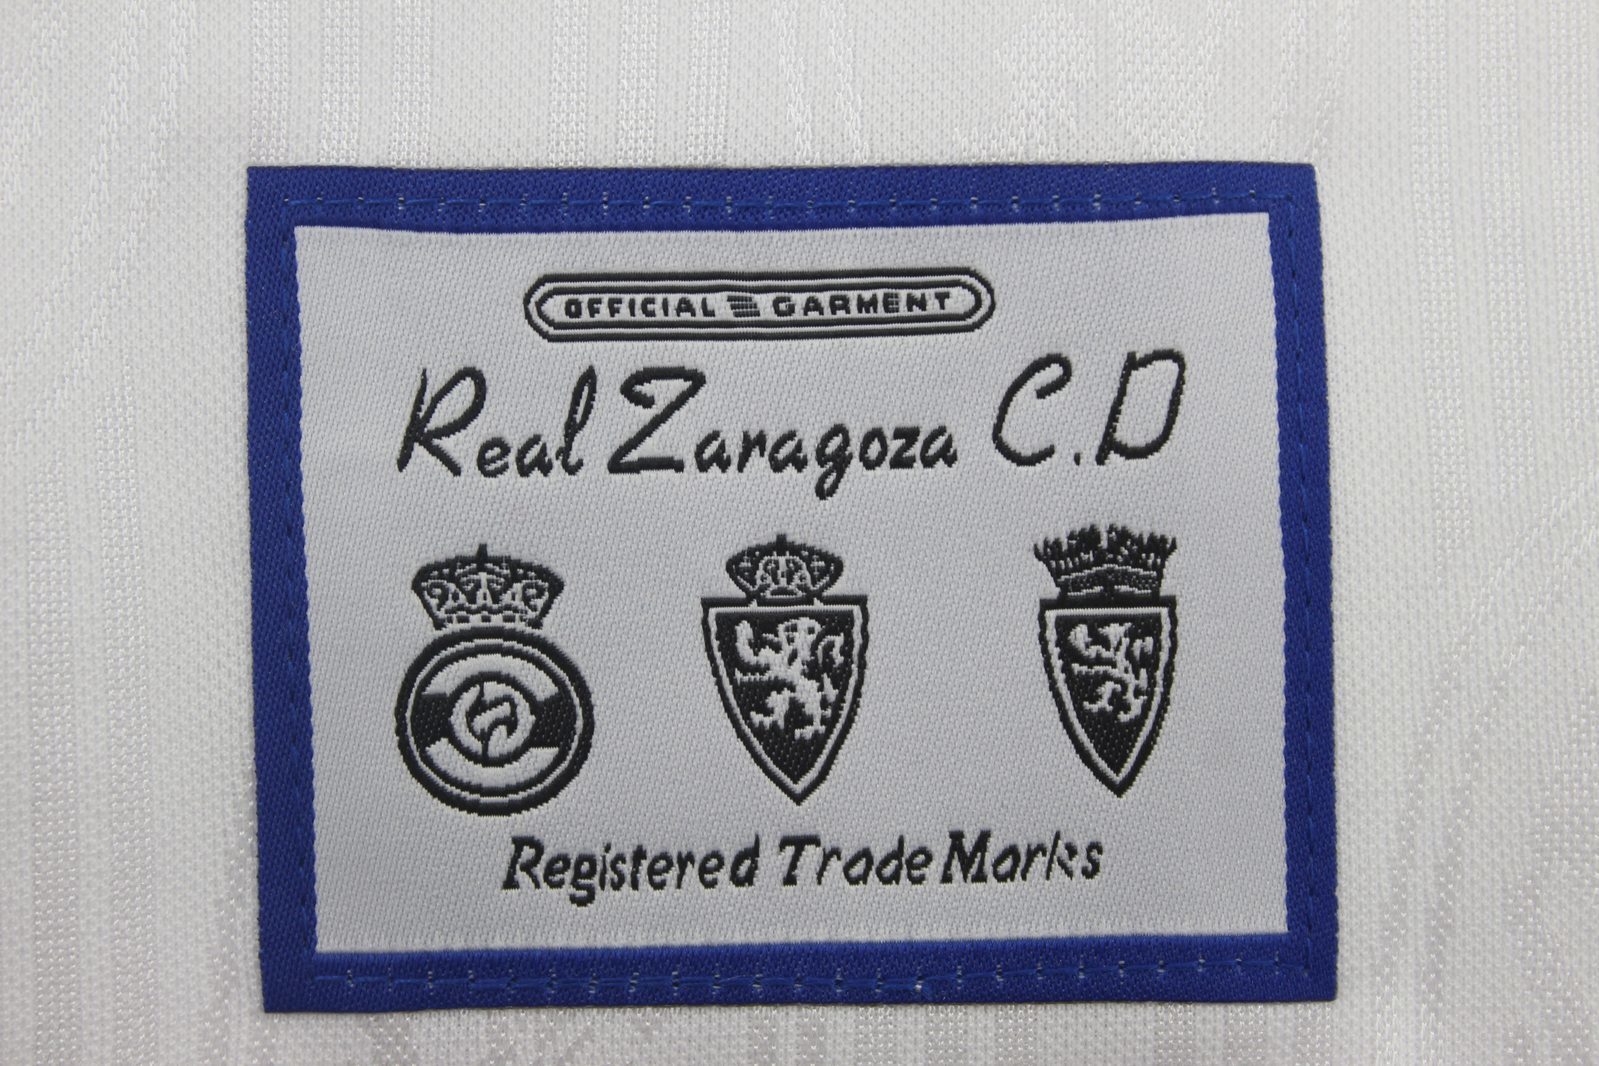 OFFICIAL GARMENT
Real Zaragoza C.D
Registered Trade Marks